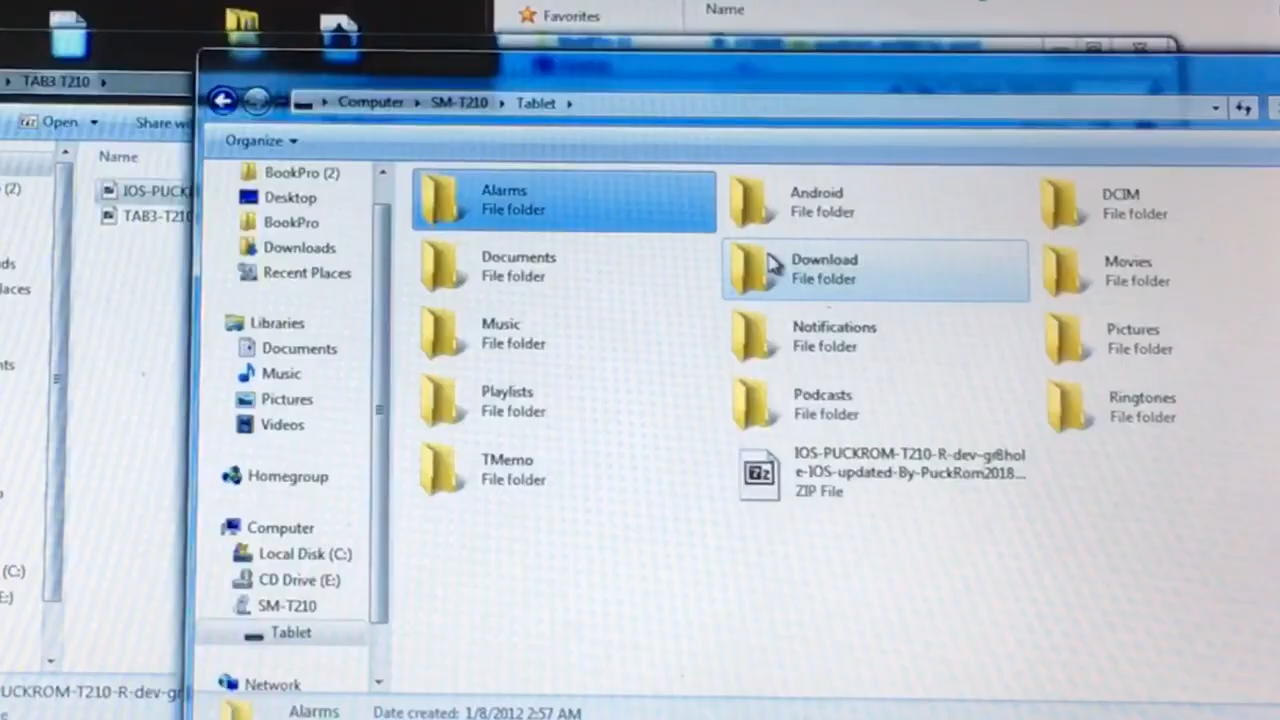 Favorites
Name
TAB3 T210
Computer
SM-T210
Tablet
Open
Share
Organize
Name
IOS-PUCK
TAB3-T210
(2)
(C:)
BookPro (2)
Desktop
BookPro
Downloads
Recent Places
Libraries
Documents
Music
Pictures
Videos
Homegroup
Computer
Local Disk (C:)
CD Drive (E:)
SM-T210
Tablet
Network
Alarms
File folder
Android
File folder
DCIM
File folder
Documents
File folder
Download
File folder
Movies
File folder
Music
File folder
Notifications
File folder
Pictures
File folder
Playlists
File folder
Podcasts
File folder
Ringtones
File folder
TMemo
File folder
IOS-PUCKROM-T210-R-dev-gr8hol
e-IOS-updated-By-PuckRom2018...
ZIP File
UCKROM-T210-R-dev-gr8
Alarms
Date created: 1/8/2012 2:57 AM